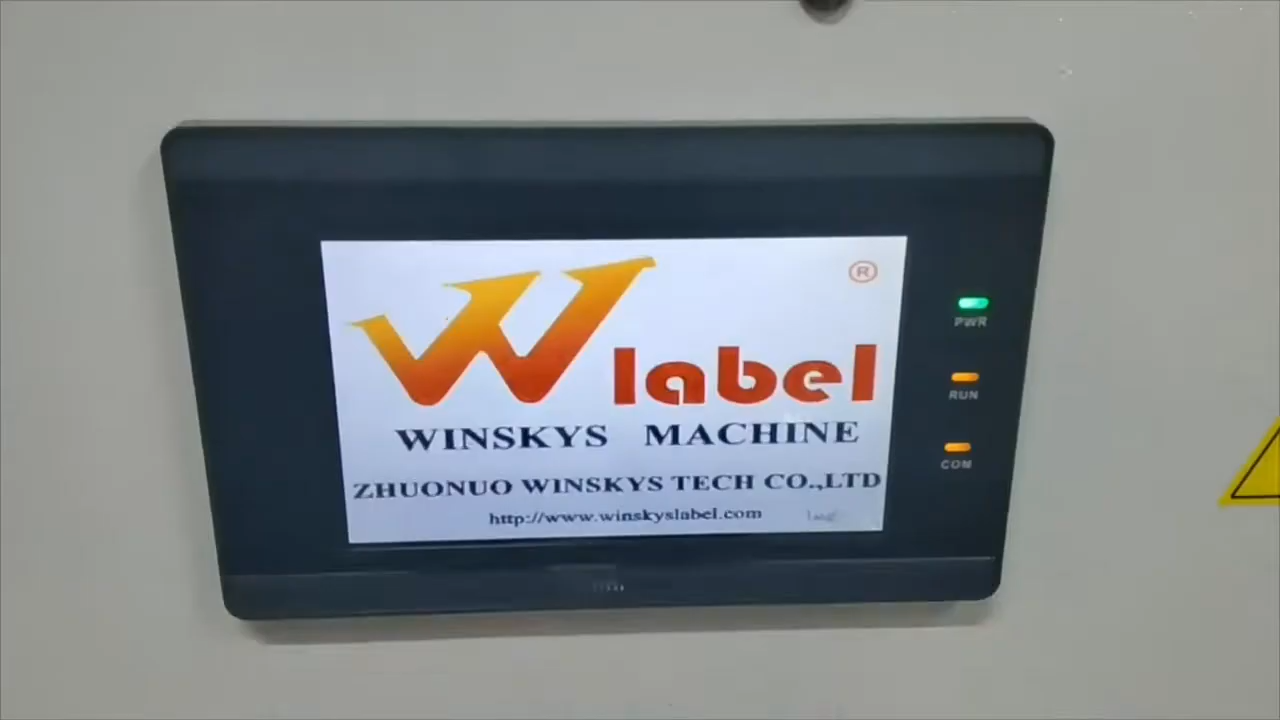 W label ®
WINSKYS MACHINE
ZHUONUO WINSKYS TECH CO.,LTD
http://www.winskyslabel.com
PWR
RUN
COM